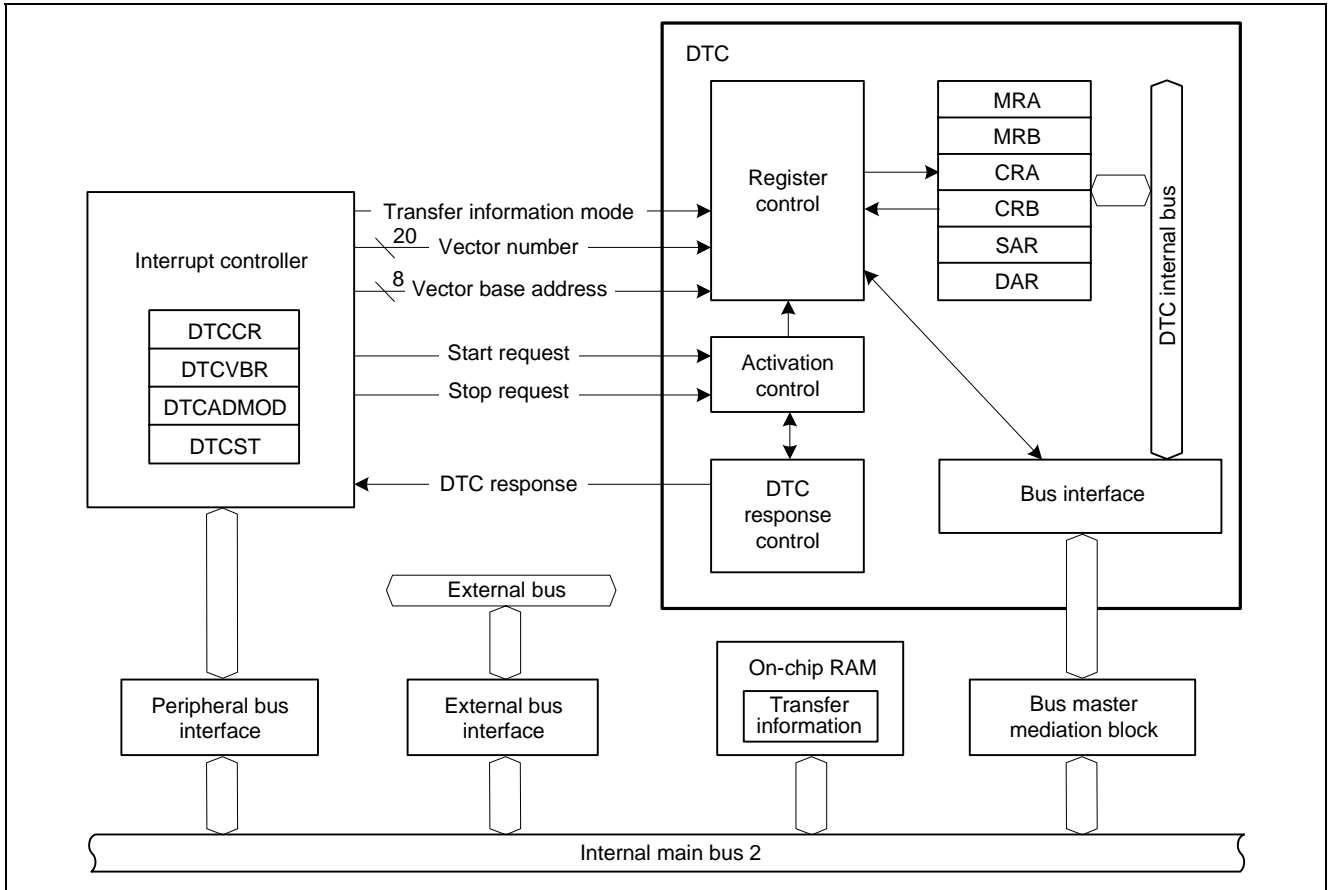 DTC
MRA
MRB
CRA
CRB
SAR
DAR
DTC internal bus
Register
control
Transfer information mode
20
Vector number
8
Vector base address
Interrupt controller
DTCCR
DTCVBR
DTCADMOD
DTCST
Start request
Stop request
Activation
control
DTC response
DTC
response
control
Bus interface
External bus
Peripheral bus
interface
External bus
interface
On-chip RAM
Transfer
information
Bus master
mediation block
Internal main bus 2